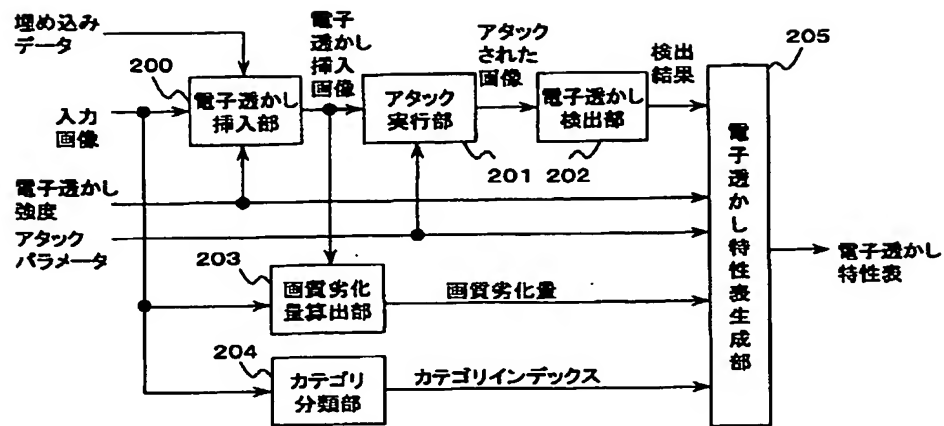 埋め込み
データ
200
電子透かし
挿入部
電子
透かし
挿入
画像
アタック
実行部
201
アタック
された
画像
電子透かし
検出部
202
検出
結果
205
入力
画像
電子透かし
強度
アタック
パラメータ
203
画質劣化
量算出部
画質劣化量
204
カテゴリ
分類部
カテゴリインデックス
電子透かし特性表生成部
電子透かし
特性表